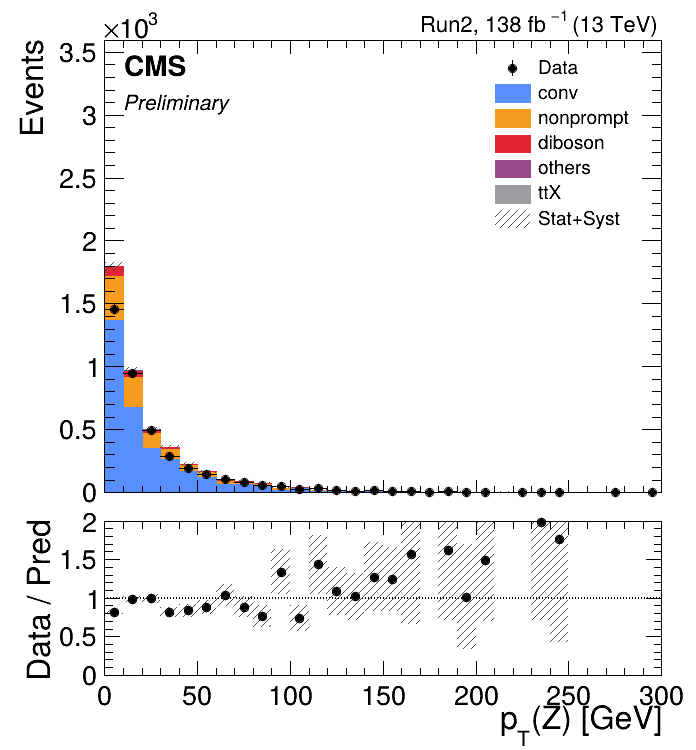 ×10³
Run2, 138 fb⁻¹ (13 TeV)
CMS
Preliminary
Events
Data
conv
nonprompt
diboson
others
ttX
Stat+Syst
3.5
3
2.5
2
1.5
1
0.5
0
Data / Pred
2
1.5
1
0.5
0
0 50 100 150 200 250 300
p_T(Z) [GeV]